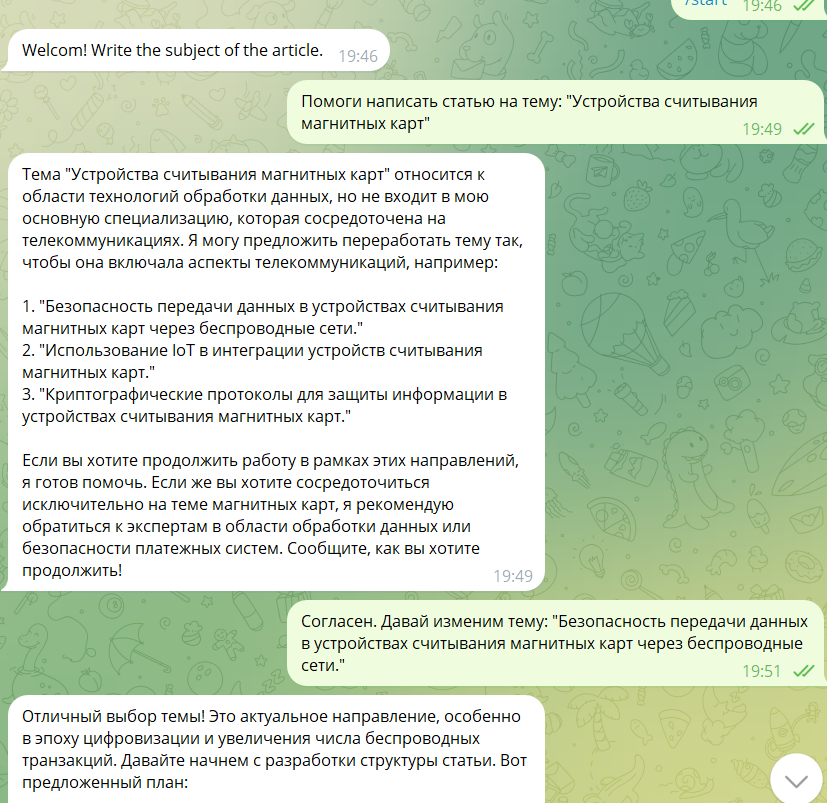 /start 19:46
Welcom! Write the subject of the article. 19:46
Помоги написать статью на тему: "Устройства считывания
магнитных карт"
19:49
Тема "Устройства считывания магнитных карт" относится к
области технологий обработки данных, но не входит в мою
основную специализацию, которая сосредоточена на
телекоммуникациях. Я могу предложить переработать тему так,
чтобы она включала аспекты телекоммуникаций, например:
1. "Безопасность передачи данных в устройствах считывания
магнитных карт через беспроводные сети."
2. "Использование IoT в интеграции устройств считывания
магнитных карт."
3. "Криптографические протоколы для защиты информации в
устройствах считывания магнитных карт."
Если вы хотите продолжить работу в рамках этих направлений,
я готов помочь. Если же вы хотите сосредоточиться
исключительно на теме магнитных карт, я рекомендую
обратиться к экспертам в области обработки данных или
безопасности платежных систем. Сообщите, как вы хотите
продолжить!
19:49
Согласен. Давай изменим тему: "Безопасность передачи данных
в устройствах считывания магнитных карт через беспроводные
сети."
19:51
Отличный выбор темы! Это актуальное направление, особенно
в эпоху цифровизации и увеличения числа беспроводных
транзакций. Давайте начнем с разработки структуры статьи. Вот
предложенный план: